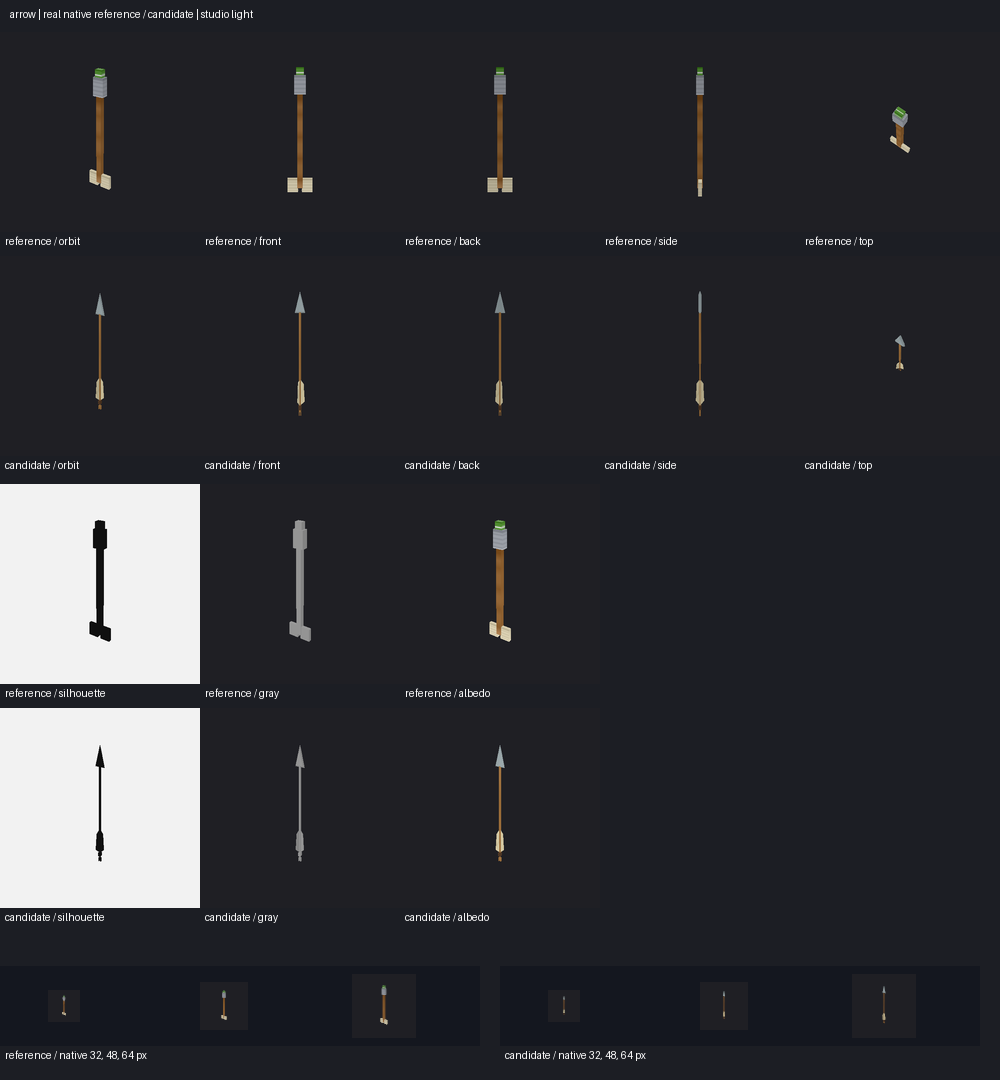 arrow | real native reference / candidate | studio light
reference / orbit
reference / front
reference / back
reference / side
reference / top
candidate / orbit
candidate / front
candidate / back
candidate / side
candidate / top
reference / silhouette
reference / gray
reference / albedo
candidate / silhouette
candidate / gray
candidate / albedo
reference / native 32, 48, 64 px
candidate / native 32, 48, 64 px